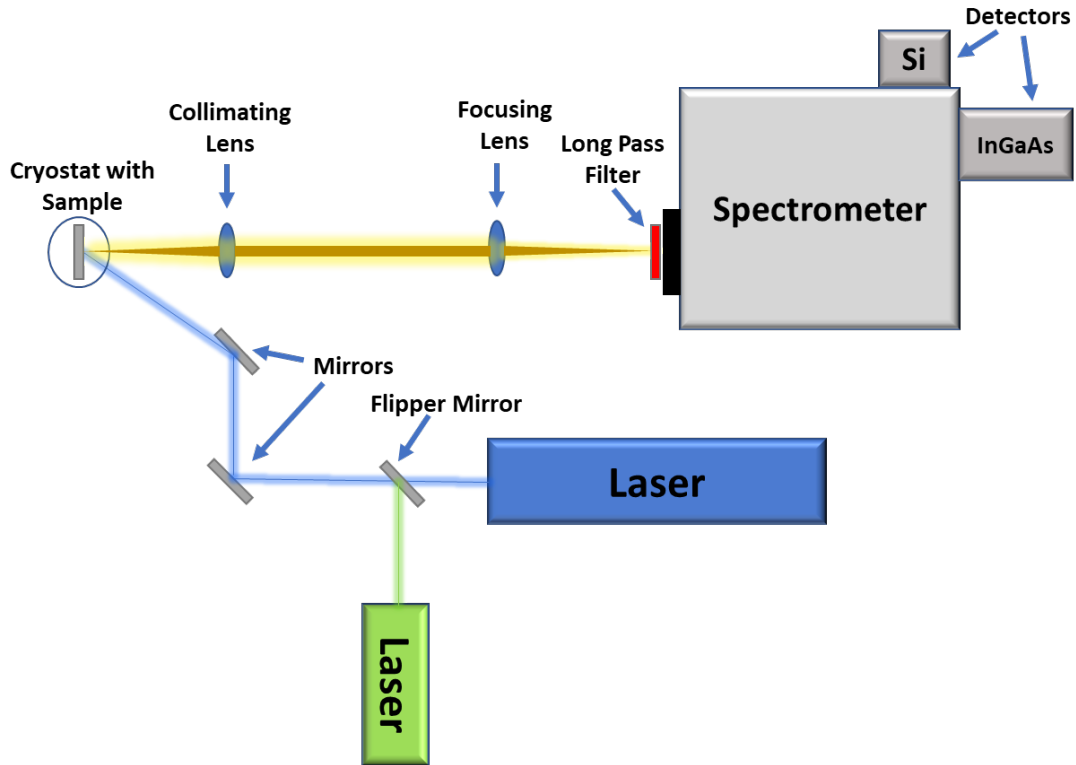 Detectors
Si
InGaAs
Collimating
Lens
Focusing
Lens
Long Pass
Filter
Cryostat with
Sample
Spectrometer
Mirrors
Flipper Mirror
Laser
Laser